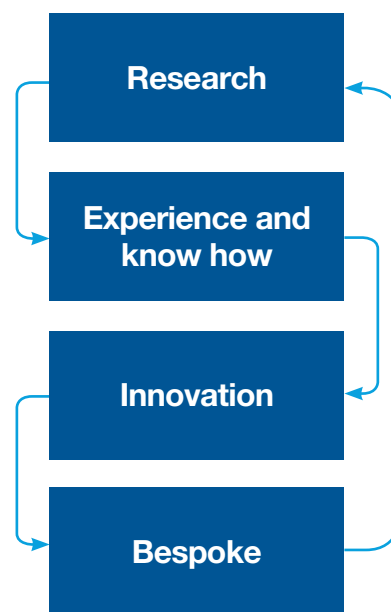 Research
Experience and
know how
Innovation
Bespoke